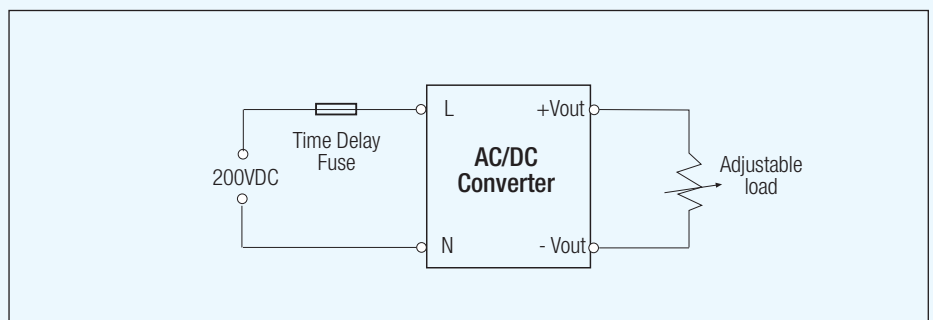 L
+Vout
Time Delay
Fuse
AC/DC
Converter
200VDC
Adjustable
load
N
- Vout